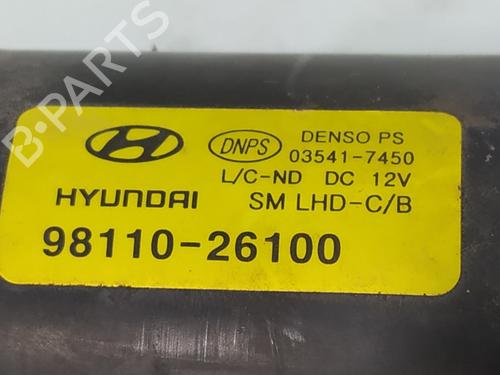 B-PARTS
DNPS
DENSO PS
03541-7450
L/C-ND DC 12V
HYUNDAI
SM LHD-C/B
98110-26100